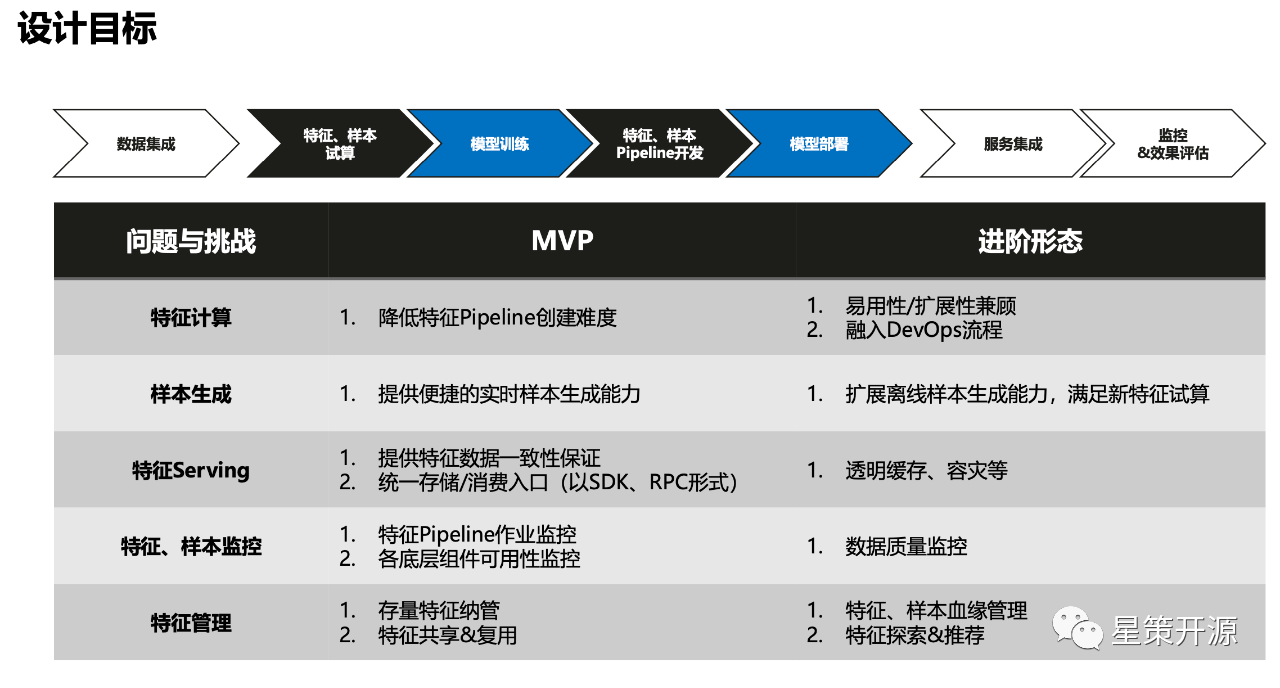 设计目标
数据集成
特征、样本
试算
模型训练
特征、样本
Pipeline开发
模型部署
服务集成
监控
&效果评估
问题与挑战
MVP
进阶形态
特征计算
1. 降低特征Pipeline创建难度
1. 易用性/扩展性兼顾
2. 融入DevOps流程
样本生成
1. 提供便捷的实时样本生成能力
1. 扩展离线样本生成能力，满足新特征试算
特征Serving
1. 提供特征数据一致性保证
2. 统一存储/消费入口（以SDK、RPC形式）
1. 透明缓存、容灾等
特征、样本监控
1. 特征Pipeline作业监控
2. 各底层组件可用性监控
1. 数据质量监控
特征管理
1. 存量特征纳管
2. 特征共享&复用
1. 特征、样本血缘管理
2. 特征探索&推荐
星策开源